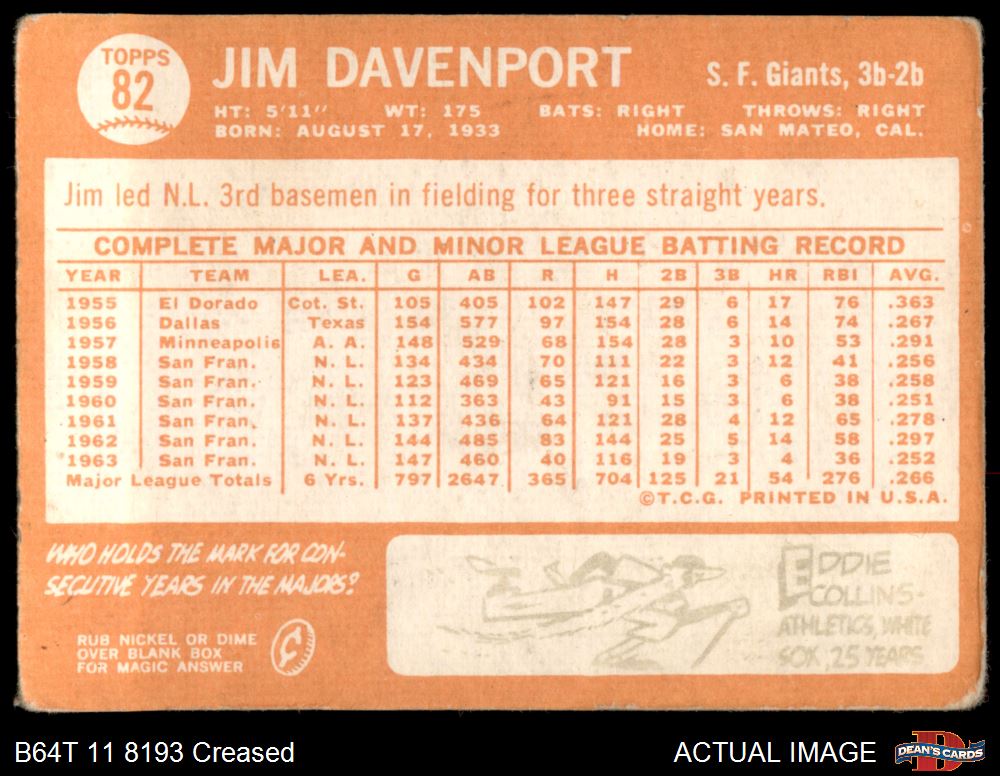 TOPPS
82
JIM DAVENPORT
S. F. Giants, 3b-2b
HT: 5'11" WT: 175 BATS: RIGHT THROWS: RIGHT
BORN: AUGUST 17, 1933 HOME: SAN MATEO, CAL.
Jim led N.L. 3rd basemen in fielding for three straight years.
COMPLETE MAJOR AND MINOR LEAGUE BATTING RECORD
YEAR TEAM LEA. G AB R H 2B 3B HR RBI AVG.
1955 El Dorado Cot. St. 105 405 102 147 29 6 17 76 .363
1956 Dallas Texas 154 577 97 154 28 6 14 74 .267
1957 Minneapolis A. A. 148 529 68 154 28 3 10 53 .291
1958 San Fran. N. L. 134 434 70 111 22 3 12 41 .256
1959 San Fran. N. L. 123 469 65 121 16 3 6 38 .258
1960 San Fran. N. L. 112 363 43 91 15 3 6 38 .251
1961 San Fran. N. L. 137 436 64 121 28 4 12 65 .278
1962 San Fran. N. L. 144 485 83 144 25 5 14 58 .297
1963 San Fran. N. L. 147 460 40 116 19 3 4 36 .252
Major League Totals 6 Yrs. 797 2647 365 704 125 21 54 276 .266
©T.C.G. PRINTED IN U.S.A.
WHO HOLDS THE MARK FOR CON-
SECUTIVE YEARS IN THE MAJORS?
RUB NICKEL OR DIME
OVER BLANK BOX
FOR MAGIC ANSWER
EDDIE
COLLINS-
ATHLETICS, WHITE
SOX, 25 YEARS
B64T 11 8193 Creased
ACTUAL IMAGE
DEAN'S CARDS